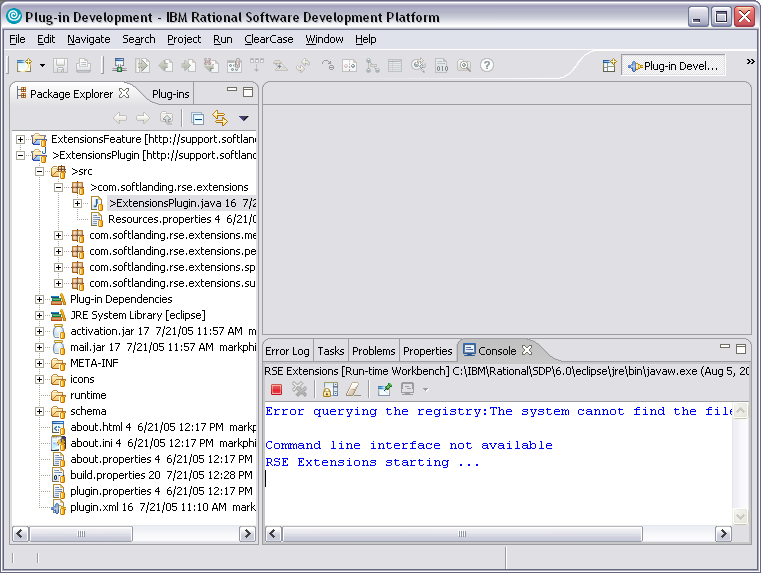 Plug-in Development - IBM Rational Software Development Platform
File Edit Navigate Search Project Run ClearCase Window Help
010 ? Plug-in Devel... »
Package Explorer Plug-ins
ExtensionsFeature [http://support.softland
>ExtensionsPlugin [http://support.softlanc
>src
>com.softlanding.rse.extensions
>ExtensionsPlugin.java 16 7/2
Resources.properties 4 6/21/0
com.softlanding.rse.extensions.me
com.softlanding.rse.extensions.pe
com.softlanding.rse.extensions.sp
com.softlanding.rse.extensions.su
Plug-in Dependencies
JRE System Library [eclipse]
activation.jar 17 7/21/05 11:57 AM m
mail.jar 17 7/21/05 11:57 AM markph
META-INF
icons
runtime
schema
about.html 4 6/21/05 12:17 PM markp
about.ini 4 6/21/05 12:17 PM markphi
about.properties 4 6/21/05 12:17 PM
build.properties 20 7/21/05 12:28 PM
plugin.properties 4 6/21/05 12:17 PM
plugin.xml 16 7/21/05 11:10 AM mark
Error Log Tasks Problems Properties Console
RSE Extensions [Run-time Workbench] C:\IBM\Rational\SDP\6.0\eclipse\jre\bin\javaw.exe (Aug 5, 20
Error querying the registry:The system cannot find the file
Command line interface not available
RSE Extensions starting ...